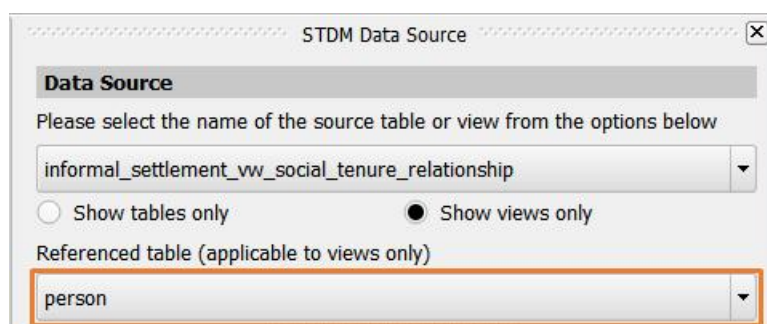 STDM Data Source
Data Source
Please select the name of the source table or view from the options below
informal_settlement_vw_social_tenure_relationship
Show tables only Show views only
Referenced table (applicable to views only)
person